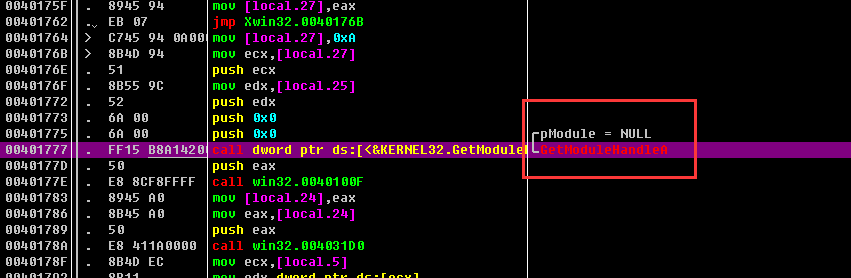 0040175F . 8945 94 mov [local.27],eax
00401762 . EB 07 jmp Xwin32.0040176B
00401764 > C745 94 0A00 mov [local.27],0xA
0040176B > 8B4D 94 mov ecx,[local.27]
0040176E . 51 push ecx
0040176F . 8B55 9C mov edx,[local.25]
00401772 . 52 push edx
00401773 . 6A 00 push 0x0
00401775 . 6A 00 push 0x0 pModule = NULL
00401777 . FF15 B8A14200 call dword ptr ds:[<&KERNEL32.GetModule GetModuleHandleA
0040177D . 50 push eax
0040177E . E8 8CF8FFFF call win32.0040100F
00401783 . 8945 A0 mov [local.24],eax
00401786 . 8B45 A0 mov eax,[local.24]
00401789 . 50 push eax
0040178A . E8 411A0000 call win32.004031D0
0040178F . 8B4D EC mov ecx,[local.5]
00401792 . 8B11 mov edx,dword ptr ds:[ecx]